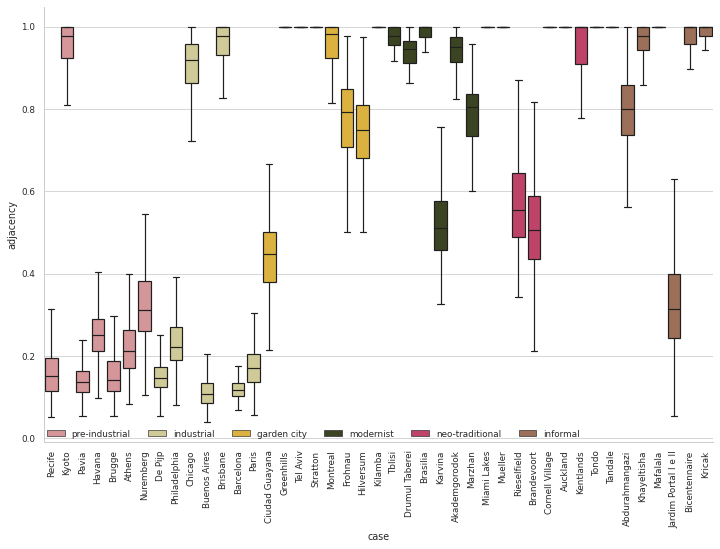 1.0
0.8
0.6
0.4
0.2
0.0
adjacency
pre-industrial industrial garden city modernist neo-traditional informal
Recife
Kyoto
Pavia
Havana
Brugge
Athens
Nuremberg
De Pijp
Philadelphia
Chicago
Buenos Aires
Brisbane
Barcelona
Paris
Ciudad Guayana
Greenhills
Tel Aviv
Stratton
Montreal
Frohnau
Hilversum
Kilamba
Tbilisi
Drumul Taberei
Brasilia
Karvina
Akademgorodok
Marzhan
Miami Lakes
Mueller
Rieselfield
Brandevoort
Cornell Village
Auckland
Kentlands
Tondo
Tandale
Abdurahmangazi
Khayeltisha
Mafalala
Jardim Portal I e II
Bicentennaire
Kricak
case